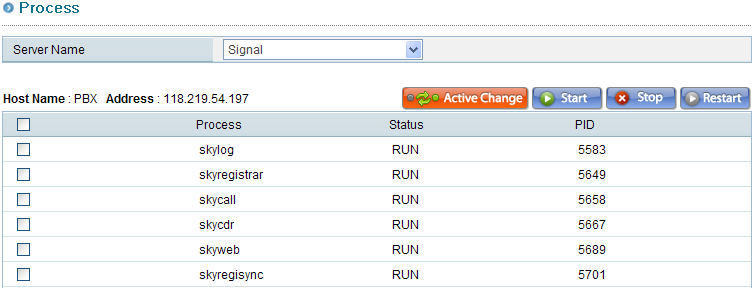 Process
Server Name Signal
Host Name : PBX Address : 118.219.54.197 Active Change Start Stop Restart
Process Status PID
skylog RUN 5583
skyregistrar RUN 5649
skycall RUN 5658
skycdr RUN 5667
skyweb RUN 5689
skyregisync RUN 5701